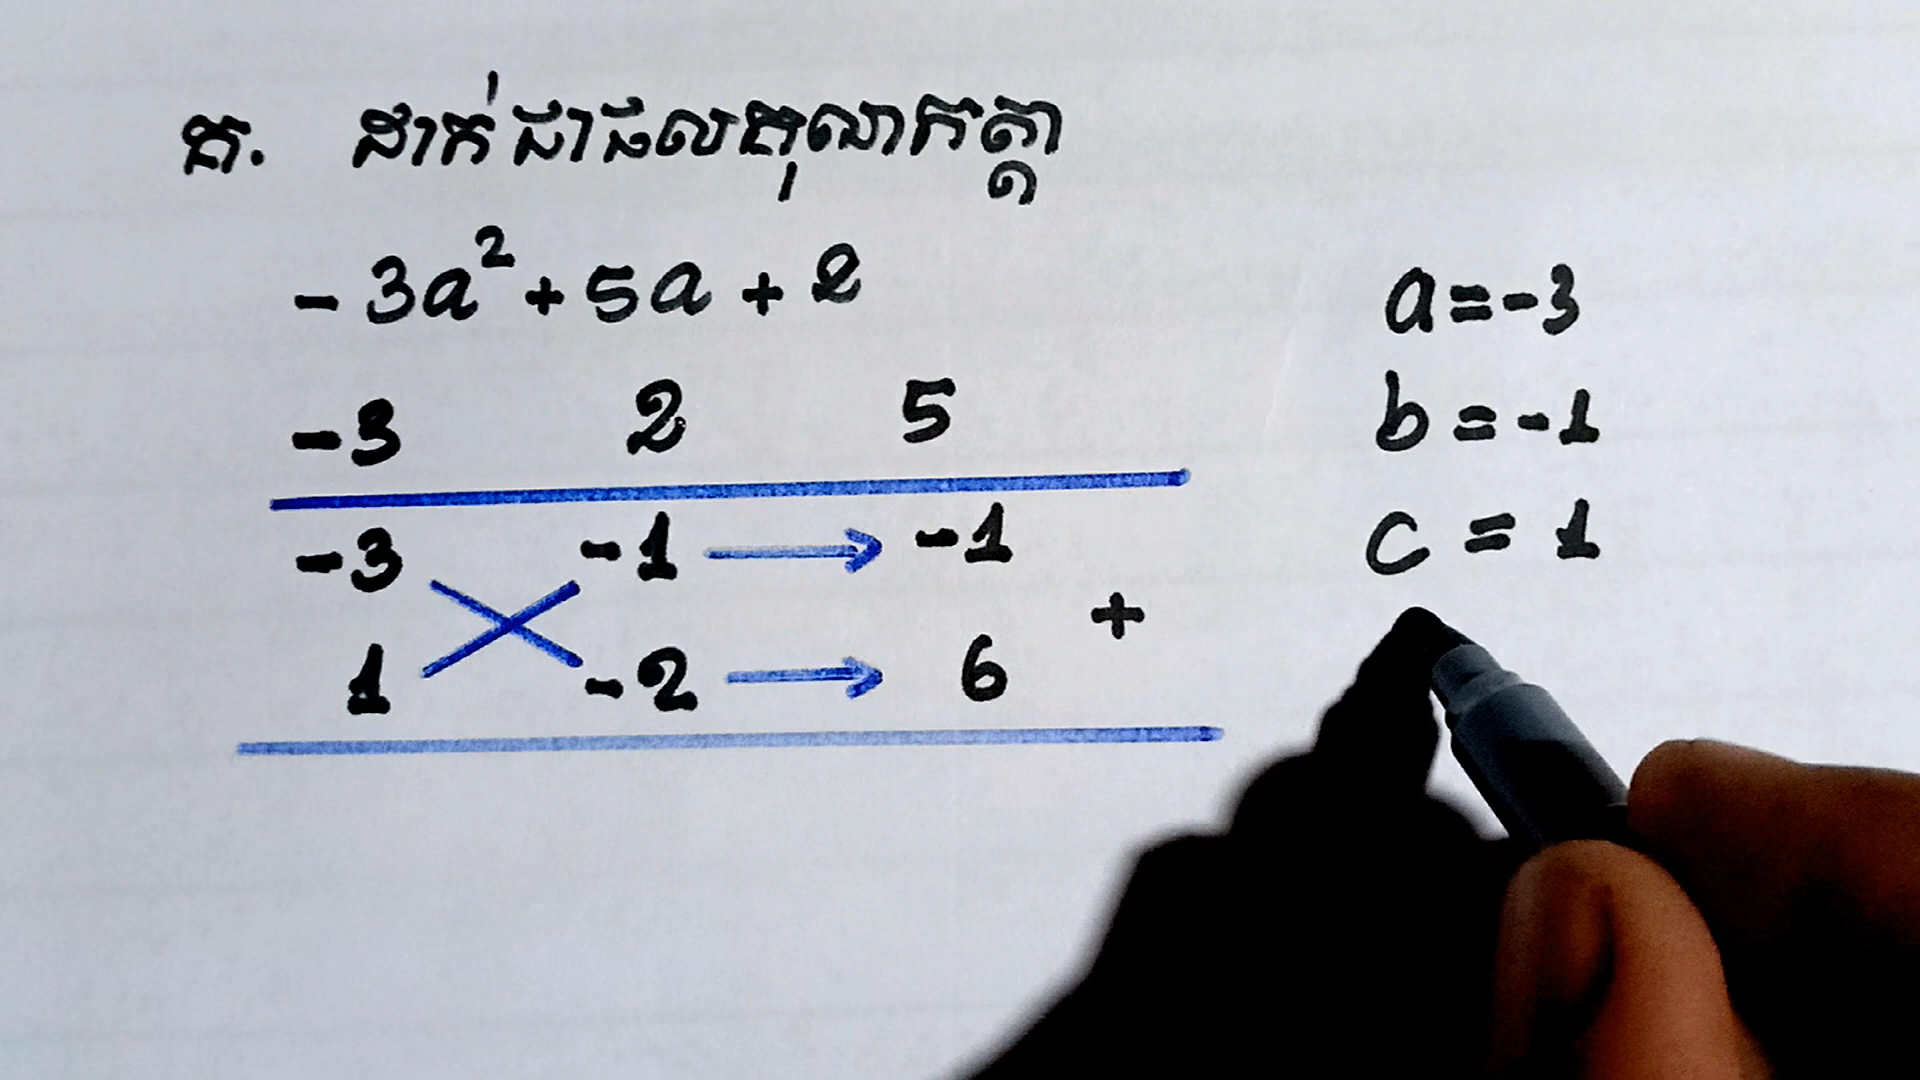 គ. ដាក់ជាផលគុណកត្តា
-3a² + 5a + 2
-3 2 5
-3 -1 → -1
+
1 -2 → 6
a = -3
b = -1
c = 1